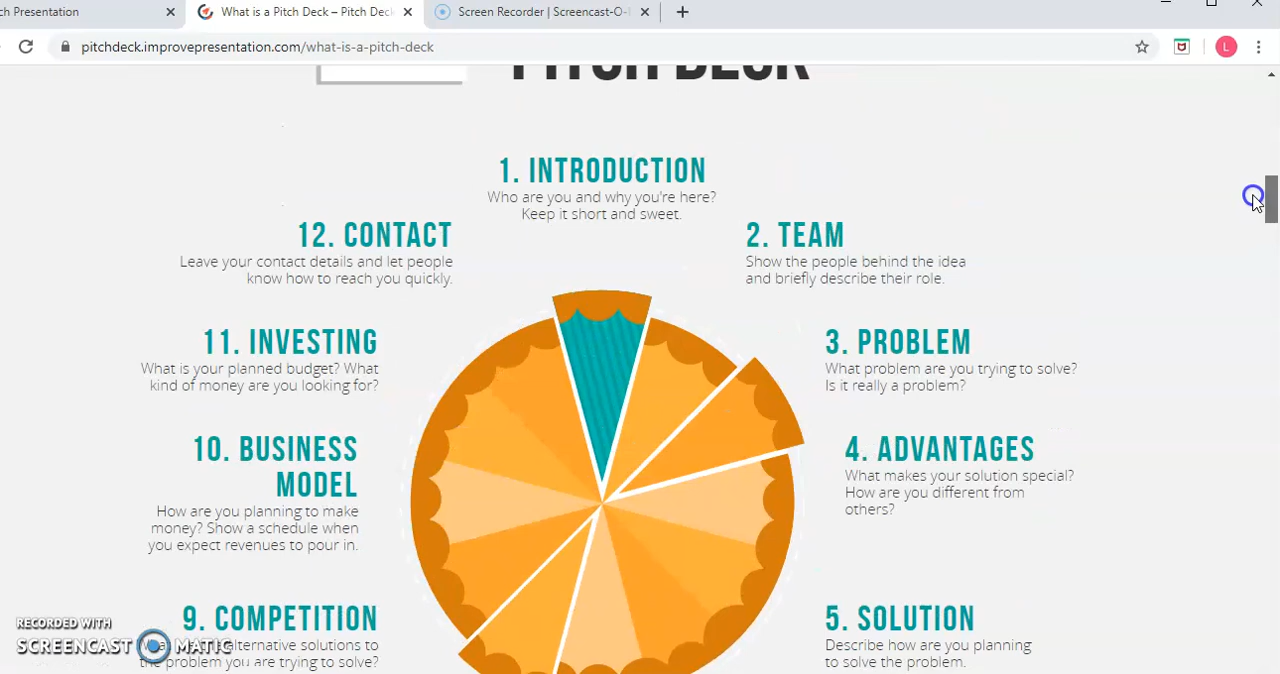 ch Presentation
What is a Pitch Deck – Pitch Deck
Screen Recorder | Screencast-O-
pitchdeck.improvepresentation.com/what-is-a-pitch-deck
L
PITCH DECK
1. INTRODUCTION
Who are you and why you're here?
Keep it short and sweet.
12. CONTACT
Leave your contact details and let people
know how to reach you quickly.
2. TEAM
Show the people behind the idea
and briefly describe their role.
11. INVESTING
What is your planned budget? What
kind of money are you looking for?
3. PROBLEM
What problem are you trying to solve?
Is it really a problem?
10. BUSINESS
MODEL
How are you planning to make
money? Show a schedule when
you expect revenues to pour in.
4. ADVANTAGES
What makes your solution special?
How are you different from
others?
9. COMPETITION
alternative solutions to
the problem you are trying to solve?
5. SOLUTION
Describe how are you planning
to solve the problem.
RECORDED WITH
SCREENCAST MATIC